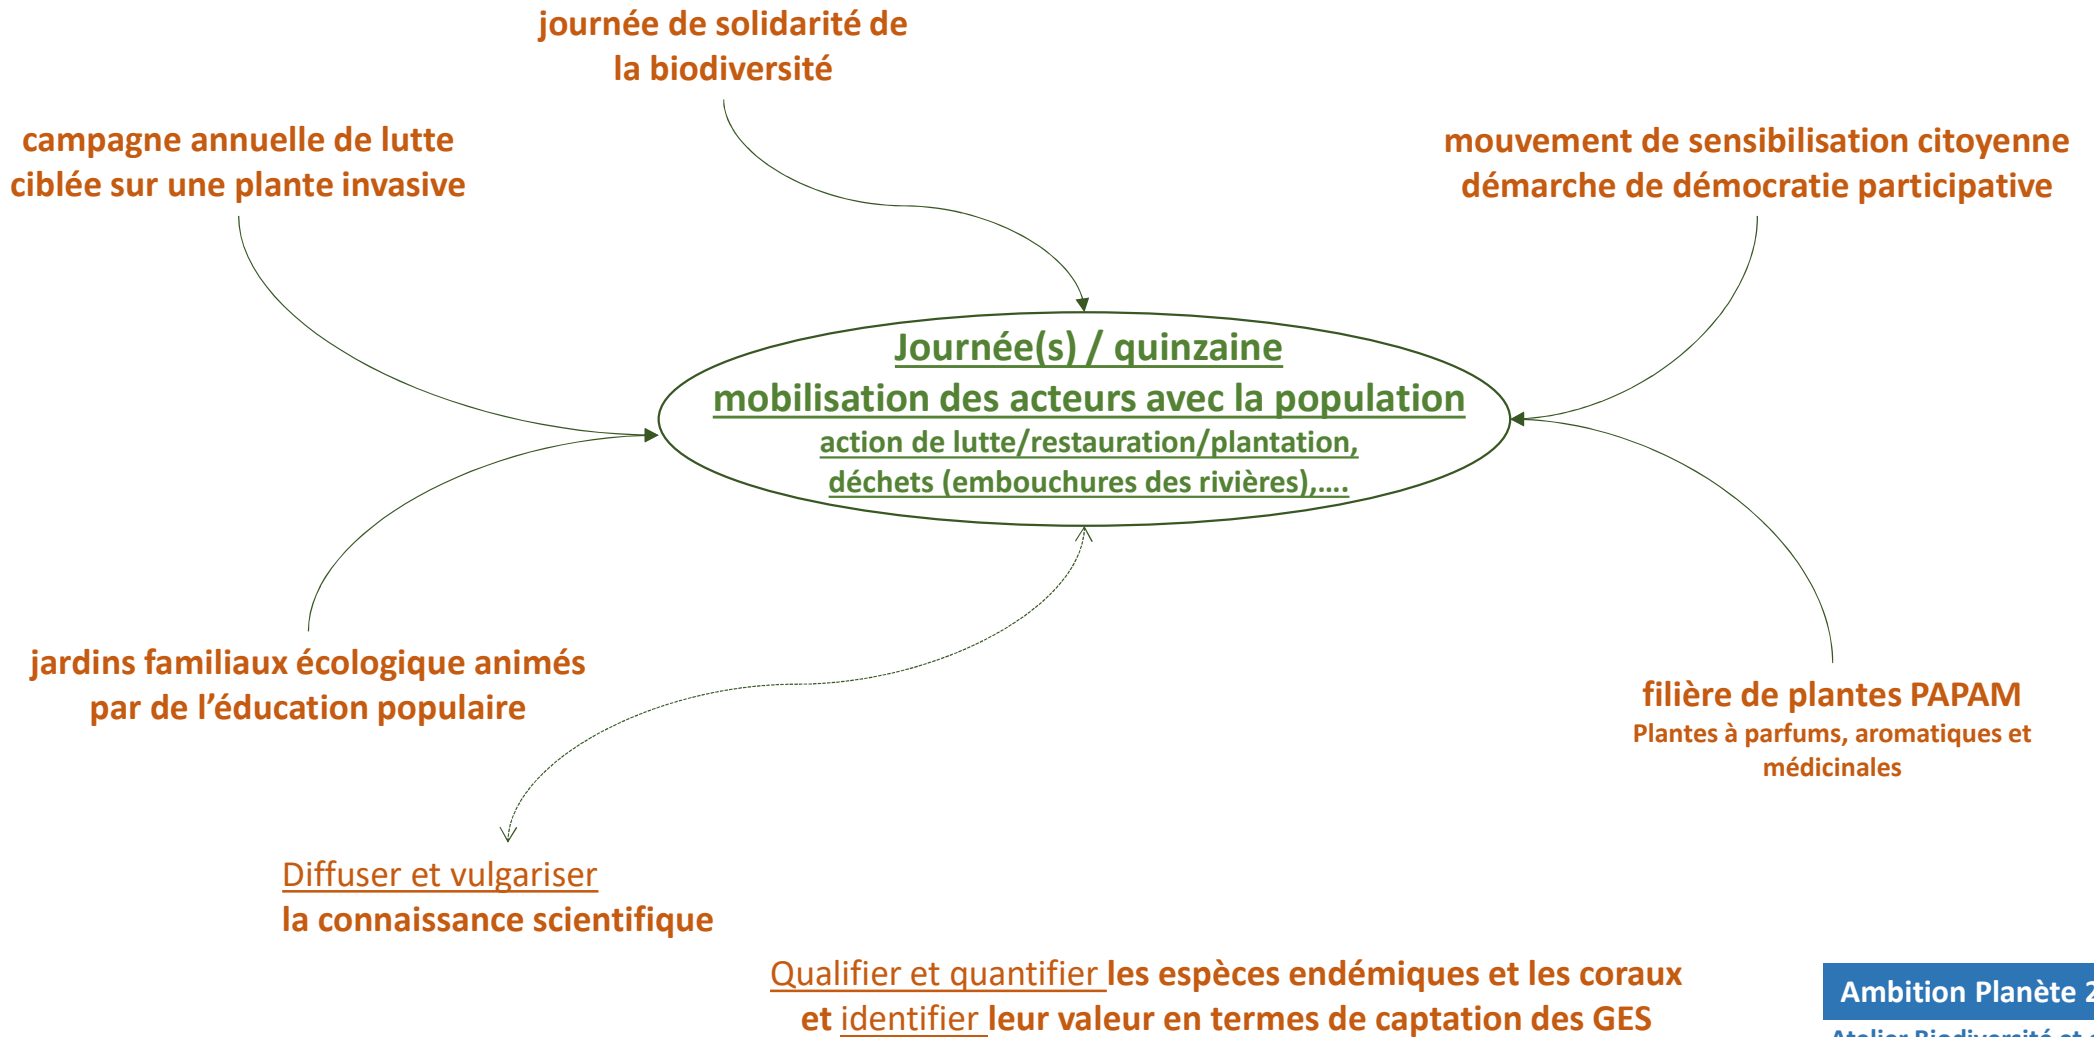 journée de solidarité de
la biodiversité
campagne annuelle de lutte
ciblée sur une plante invasive
mouvement de sensibilisation citoyenne
démarche de démocratie participative
Journée(s) / quinzaine
mobilisation des acteurs avec la population
action de lutte/restauration/plantation,
déchets (embouchures des rivières),....
jardins familiaux écologique animés
par de l’éducation populaire
filière de plantes PAPAM
Plantes à parfums, aromatiques et
médicinales
Diffuser et vulgariser
la connaissance scientifique
Qualifier et quantifier les espèces endémiques et les coraux
et identifier leur valeur en termes de captation des GES
Ambition Planète 2
Atelier Biodiversité et